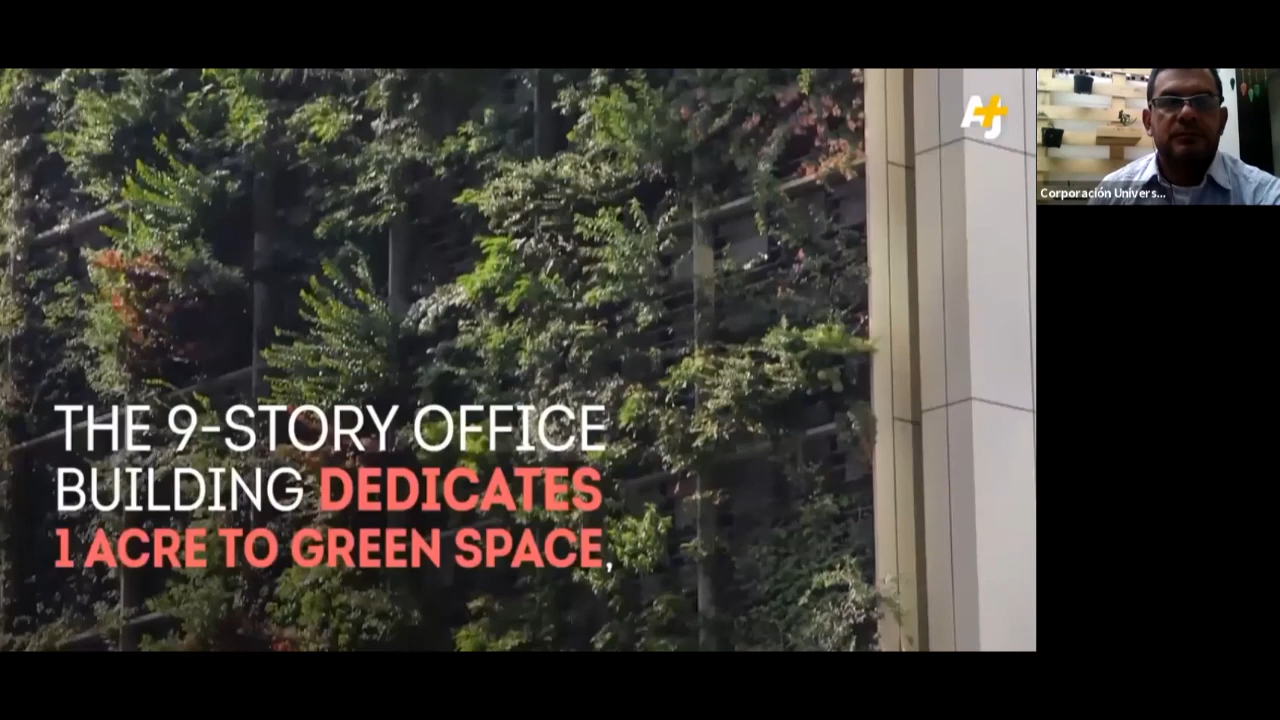 AJ+
THE 9-STORY OFFICE
BUILDING DEDICATES
1 ACRE TO GREEN SPACE,
Corporación Univers...